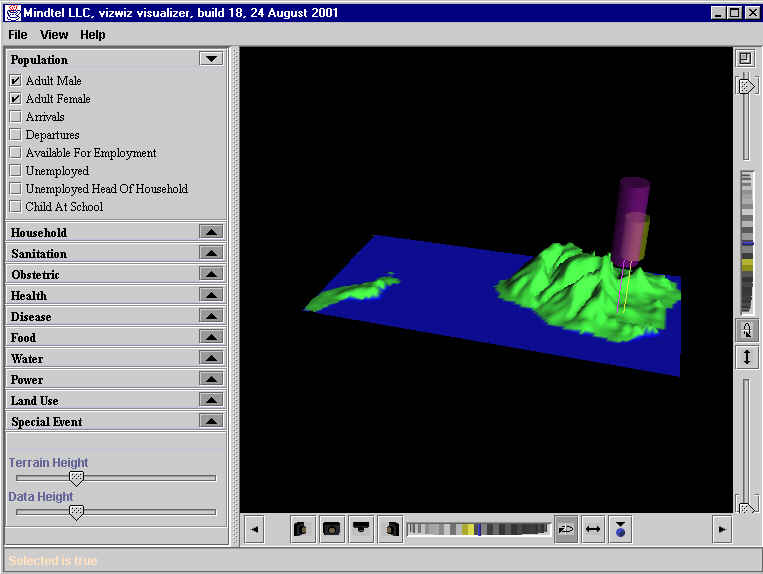 Mindtel LLC, vizwiz visualizer, build 18, 24 August 2001
File View Help
Population
Adult Male
Adult Female
Arrivals
Departures
Available For Employment
Unemployed
Unemployed Head Of Household
Child At School
Household
Sanitation
Obstetric
Health
Disease
Food
Water
Power
Land Use
Special Event
Terrain Height
Data Height
Selected is true